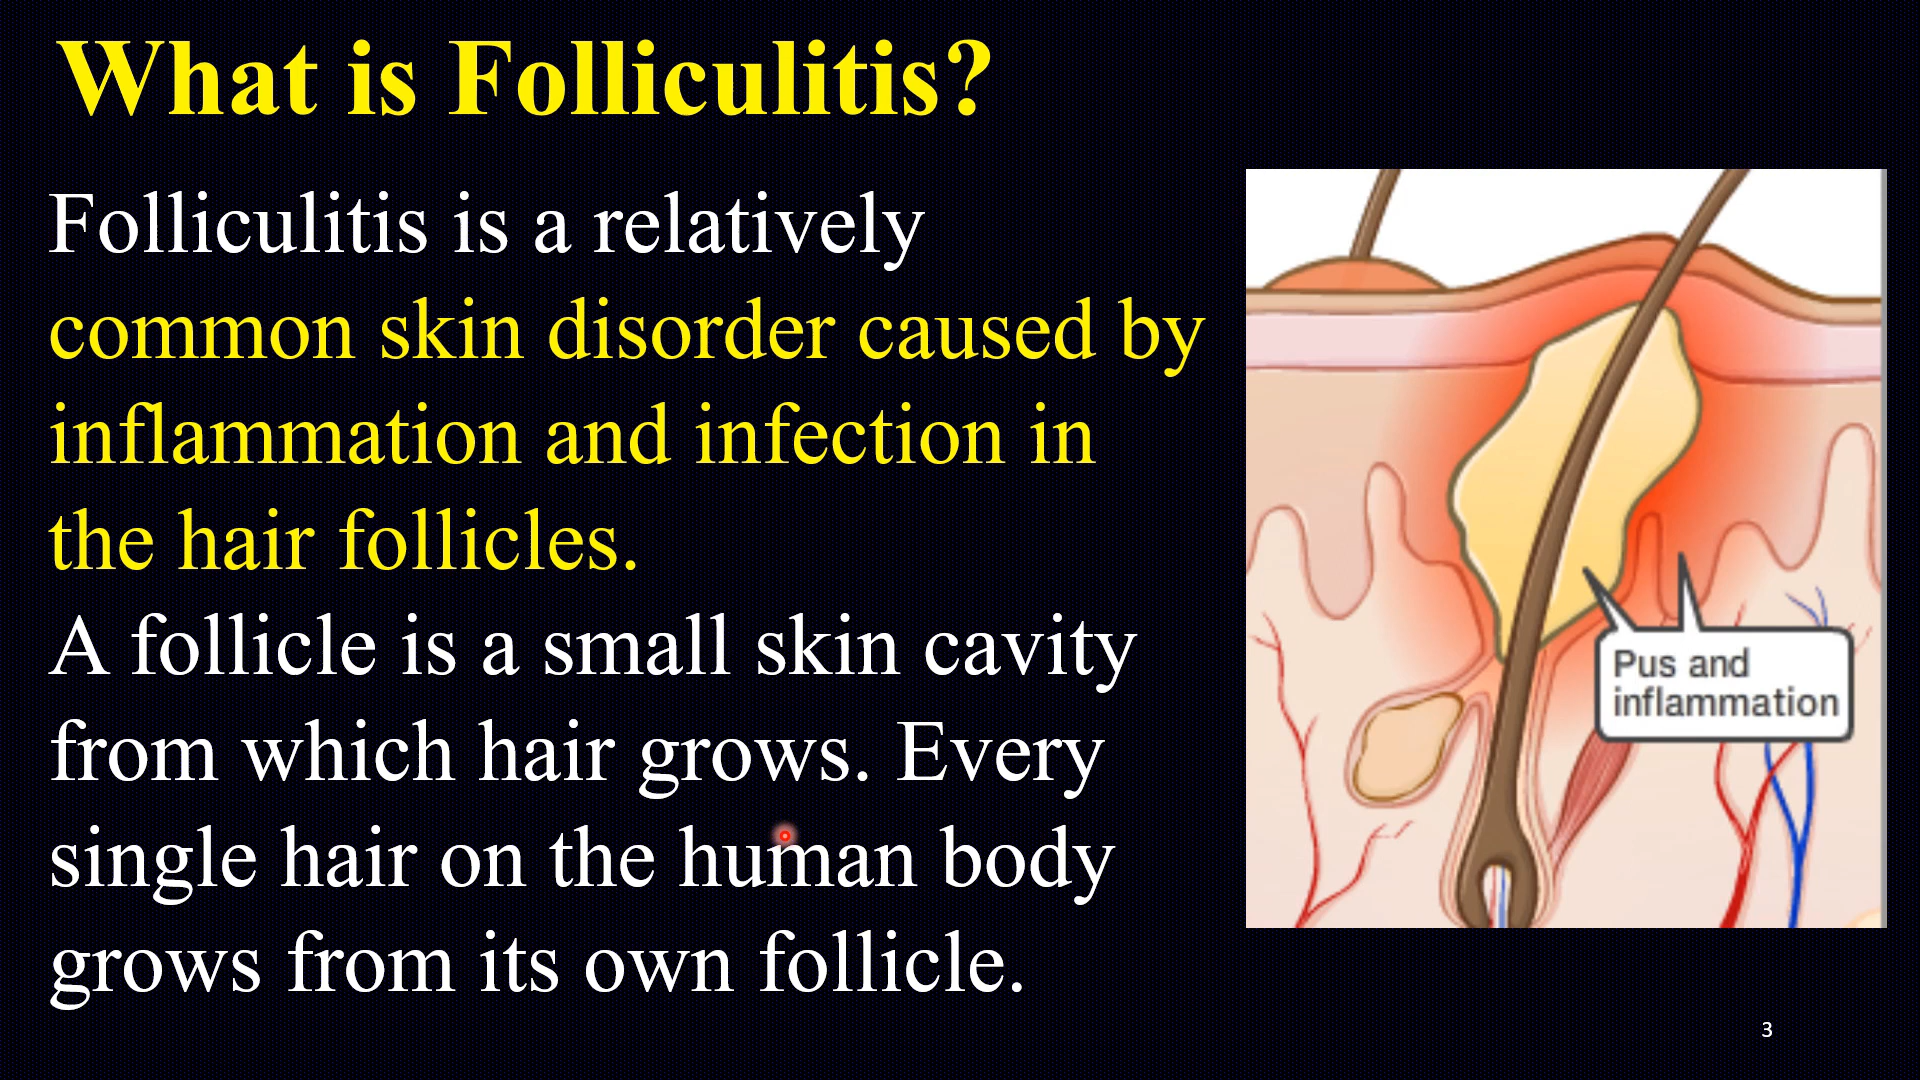 What is Folliculitis?
Folliculitis is a relatively
common skin disorder caused by
inflammation and infection in
the hair follicles.
A follicle is a small skin cavity
from which hair grows. Every
single hair on the human body
grows from its own follicle.
Pus and
inflammation
3